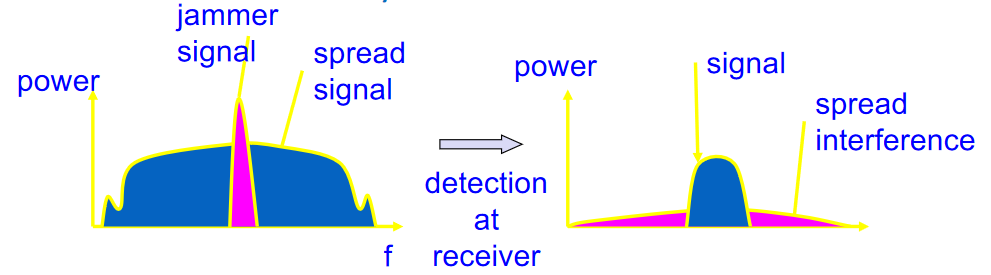 jammer
signal
spread
signal
power
f
detection
at
receiver
power
signal
spread
interference